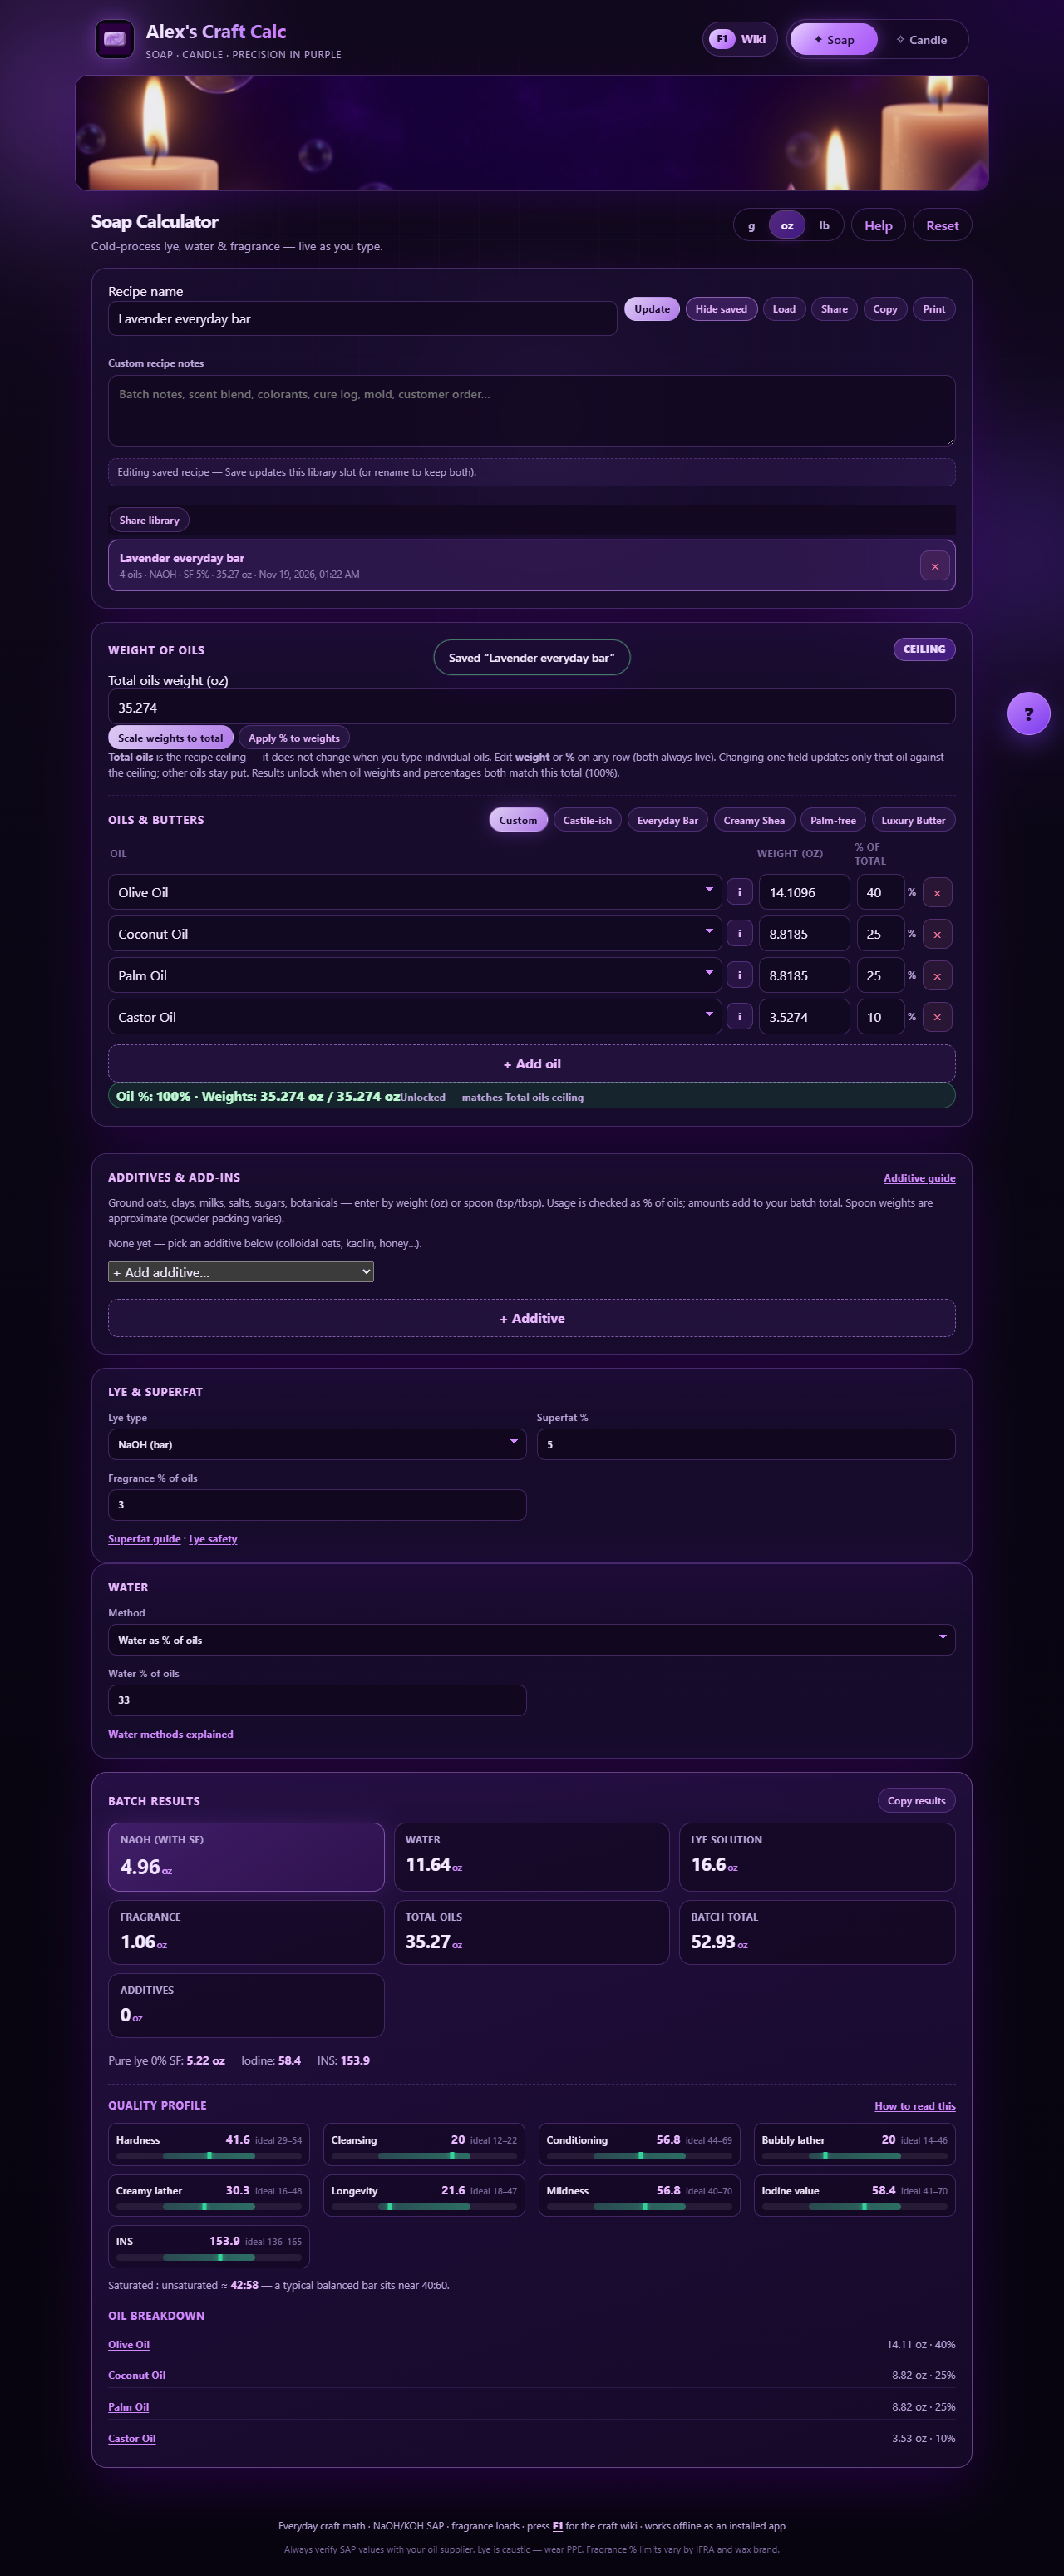 Alex's Craft Calc
SOAP · CANDLE · PRECISION IN PURPLE
F1 Wiki
✦ Soap
✧ Candle
Soap Calculator
Cold-process lye, water & fragrance — live as you type.
g oz lb
Help
Reset
Recipe name
Lavender everyday bar
Update
Hide saved
Load
Share
Copy
Print
Custom recipe notes
Batch notes, scent blend, colorants, cure log, mold, customer order...
Editing saved recipe — Save updates this library slot (or rename to keep both).
Share library
Lavender everyday bar
4 oils · NAOH · SF 5% · 35.27 oz · Nov 19, 2026, 01:22 AM
×
WEIGHT OF OILS
Saved “Lavender everyday bar”
CEILING
Total oils weight (oz)
35.274
?
Scale weights to total
Apply % to weights
Total oils is the recipe ceiling — it does not change when you type individual oils. Edit weight or % on any row (both always live). Changing one field updates only that oil against
the ceiling; other oils stay put. Results unlock when oil weights and percentages both match this total (100%).
OILS & BUTTERS
Custom
Castile-ish
Everyday Bar
Creamy Shea
Palm-free
Luxury Butter
OIL
WEIGHT (OZ)
% OF
TOTAL
Olive Oil i 14.1096 40 % ×
Coconut Oil i 8.8185 25 % ×
Palm Oil i 8.8185 25 % ×
Castor Oil i 3.5274 10 % ×
+ Add oil
Oil %: 100% · Weights: 35.274 oz / 35.274 ozUnlocked — matches Total oils ceiling
ADDITIVES & ADD-INS
Additive guide
Ground oats, clays, milks, salts, sugars, botanicals — enter by weight (oz) or spoon (tsp/tbsp). Usage is checked as % of oils; amounts add to your batch total. Spoon weights are
approximate (powder packing varies).
None yet — pick an additive below (colloidal oats, kaolin, honey...).
+ Add additive...
+ Additive
LYE & SUPERFAT
Lye type
Superfat %
NaOH (bar)
5
Fragrance % of oils
3
Superfat guide · Lye safety
WATER
Method
Water as % of oils
Water % of oils
33
Water methods explained
BATCH RESULTS
Copy results
NAOH (WITH SF)
4.96 oz
WATER
11.64 oz
LYE SOLUTION
16.6 oz
FRAGRANCE
1.06 oz
TOTAL OILS
35.27 oz
BATCH TOTAL
52.93 oz
ADDITIVES
0 oz
Pure lye 0% SF: 5.22 oz Iodine: 58.4 INS: 153.9
QUALITY PROFILE
How to read this
Hardness 41.6 ideal 29–54
Cleansing 20 ideal 12–22
Conditioning 56.8 ideal 44–69
Bubbly lather 20 ideal 14–46
Creamy lather 30.3 ideal 16–48
Longevity 21.6 ideal 18–47
Mildness 56.8 ideal 40–70
Iodine value 58.4 ideal 41–70
INS 153.9 ideal 136–165
Saturated : unsaturated ≈ 42:58 — a typical balanced bar sits near 40:60.
OIL BREAKDOWN
Olive Oil 14.11 oz · 40%
Coconut Oil 8.82 oz · 25%
Palm Oil 8.82 oz · 25%
Castor Oil 3.53 oz · 10%
Everyday craft math · NaOH/KOH SAP · fragrance loads · press F1 for the craft wiki · works offline as an installed app
Always verify SAP values with your oil supplier. Lye is caustic — wear PPE. Fragrance % limits vary by IFRA and wax brand.